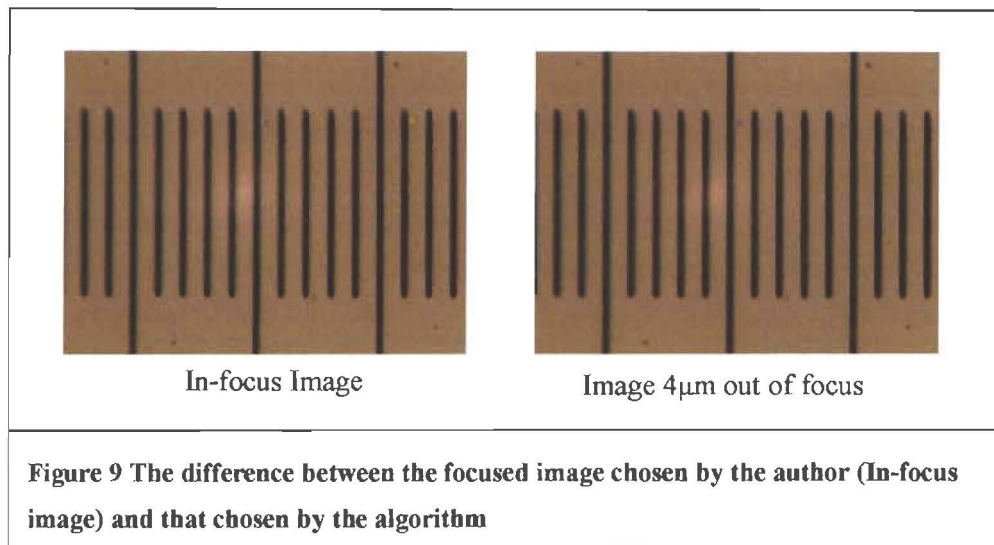 In-focus Image
Image 4μm out of focus
Figure 9 The difference between the focused image chosen by the author (In-focus
image) and that chosen by the algorithm